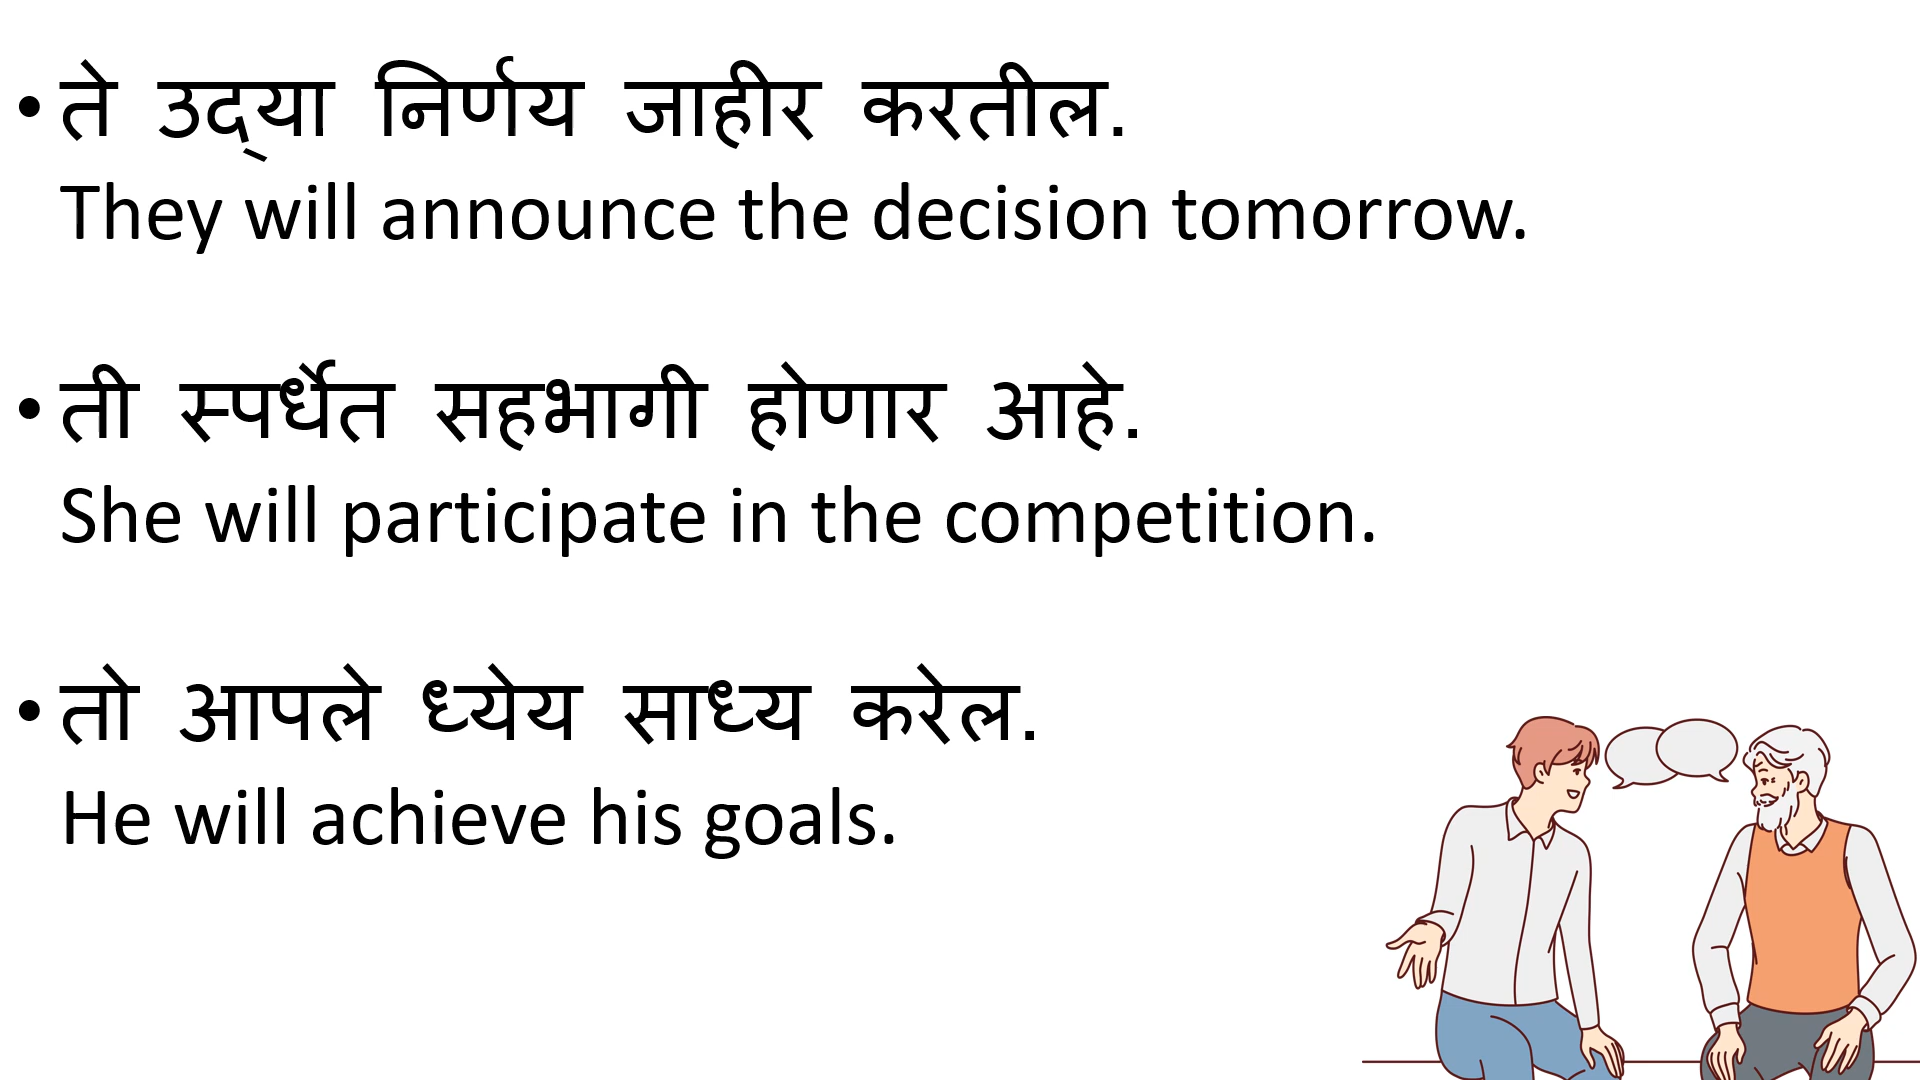 • ते उद्‌या निर्णय जाहीर करतील.
They will announce the decision tomorrow.
• ती स्पर्धेत सहभागी होणार आहे.
She will participate in the competition.
• तो आपले ध्येय साध्य करेल.
He will achieve his goals.